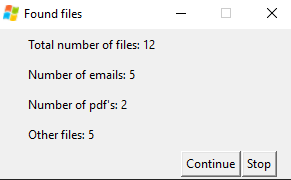 Found files
Total number of files: 12
Number of emails: 5
Number of pdf's: 2
Other files: 5
Continue Stop